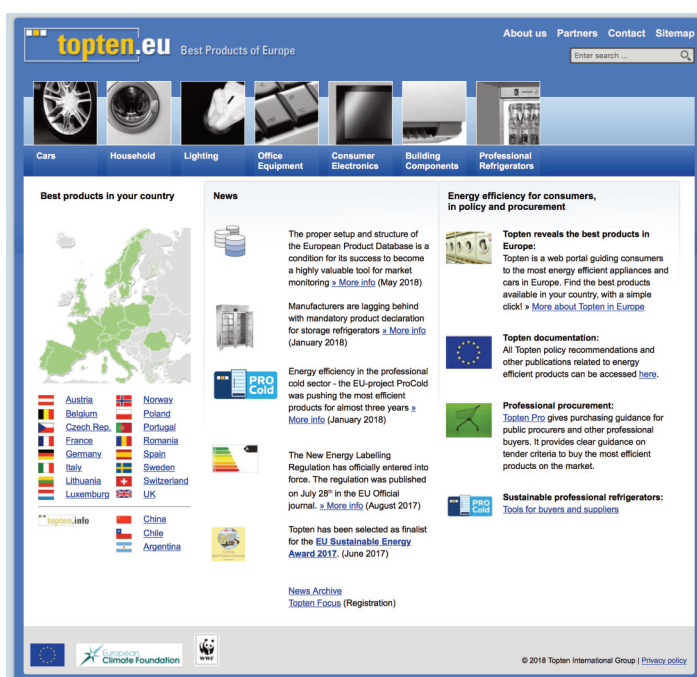 About us Partners Contact Sitemap
topten.eu Best Products of Europe
Enter search ...
Cars
Household
Lighting
Office
Equipment
Consumer
Electronics
Building
Components
Professional
Refrigerators
Best products in your country
Austria
Belgium
Czech Rep.
France
Germany
Italy
Lithuania
Luxemburg
Norway
Poland
Portugal
Romania
Spain
Sweden
Switzerland
UK
topten.info
China
Chile
Argentina
News
The proper setup and structure of
the European Product Database is a
condition for its success to become
a highly valuable tool for market
monitoring » More info (May 2018)
Manufacturers are lagging behind
with mandatory product declaration
for storage refrigerators » More info
(January 2018)
PRO
Cold
Energy efficiency in the professional
cold sector - the EU-project ProCold
was pushing the most efficient
products for almost three years »
More info (January 2018)
The New Energy Labelling
Regulation has officially entered into
force. The regulation was published
on July 28th in the EU Official
journal. » More info (August 2017)
Topten has been selected as finalist
for the EU Sustainable Energy
Award 2017. (June 2017)
News Archive
Topten Focus (Registration)
Energy efficiency for consumers,
in policy and procurement
Topten reveals the best products in
Europe:
Topten is a web portal guiding consumers
to the most energy efficient appliances and
cars in Europe. Find the best products
available in your country, with a simple
click! » More about Topten in Europe
Topten documentation:
All Topten policy recommendations and
other publications related to energy
efficient products can be accessed here.
Professional procurement:
Topten Pro gives purchasing guidance for
public procurers and other professional
buyers. It provides clear guidance on
tender criteria to buy the most efficient
products on the market.
PRO
Cold
Sustainable professional refrigerators:
Tools for buyers and suppliers
European
Climate Foundation
WWF
© 2018 Topten International Group | Privacy policy